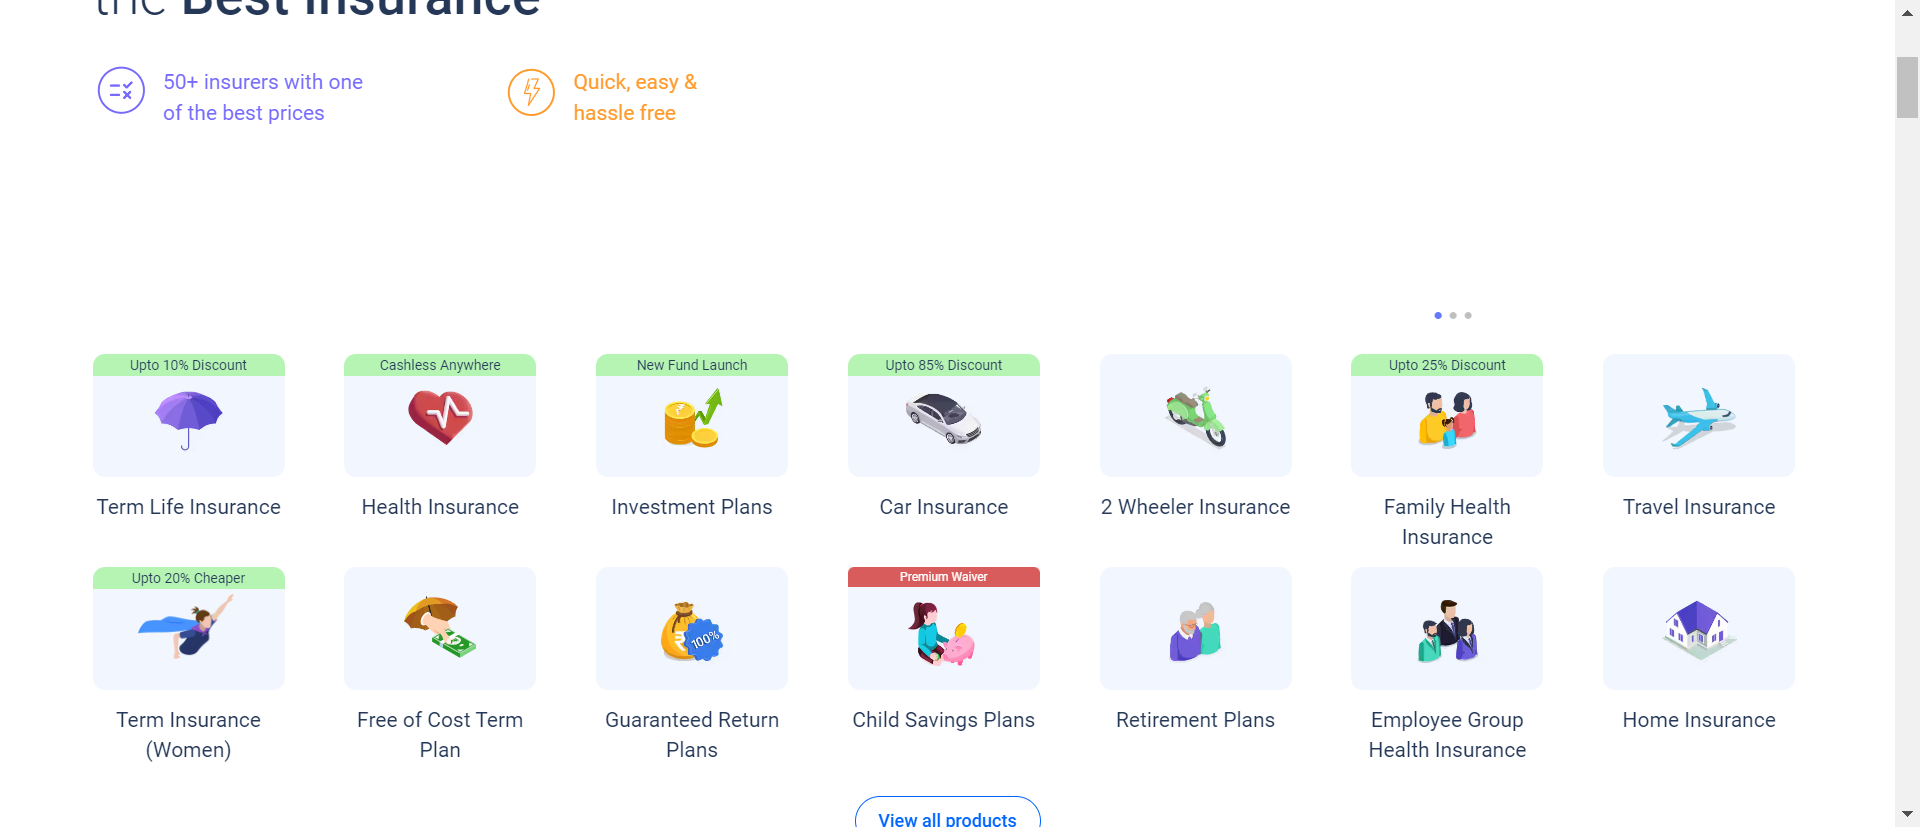 the Best Insurance
50+ insurers with one
of the best prices
Quick, easy &
hassle free
Upto 10% Discount
Cashless Anywhere
New Fund Launch
Upto 85% Discount
Upto 25% Discount
Term Life Insurance
Health Insurance
Investment Plans
Car Insurance
2 Wheeler Insurance
Family Health
Insurance
Travel Insurance
Upto 20% Cheaper
Premium Waiver
₹
100%
Term Insurance
(Women)
Free of Cost Term
Plan
Guaranteed Return
Plans
Child Savings Plans
Retirement Plans
Employee Group
Health Insurance
Home Insurance
View all products